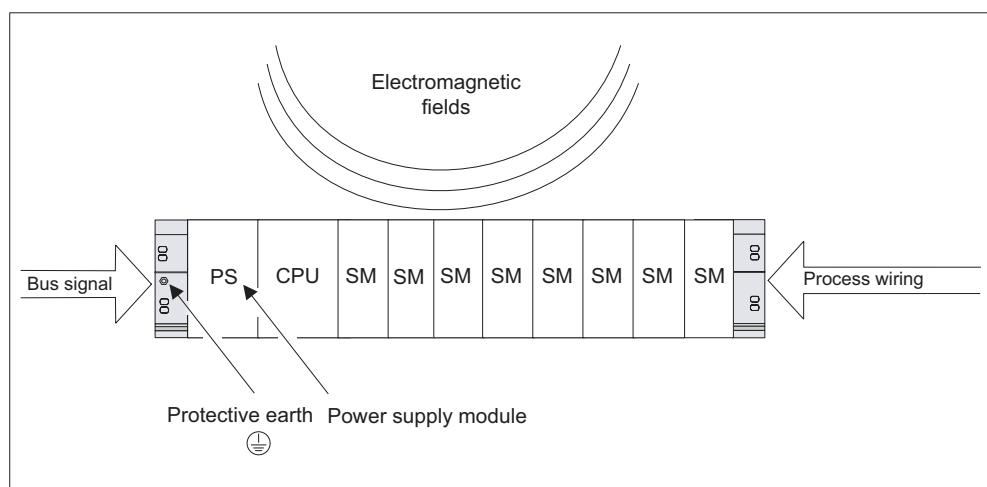 Electromagnetic
fields
Bus signal
PS
CPU
SM
SM
SM
SM
SM
SM
SM
SM
Process wiring
Protective earth
Power supply module